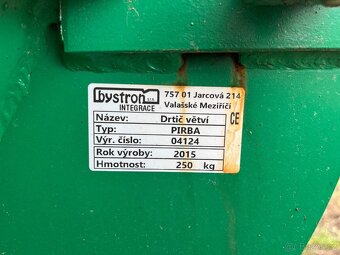 bystroň s.r.o.
INTEGRACE
757 01 Jarcová 214
Valašské Meziříčí
Název: Drtič větví CE
Typ: PIRBA
Výr. číslo: 04124
Rok výroby: 2015
Hmotnost: 250 kg